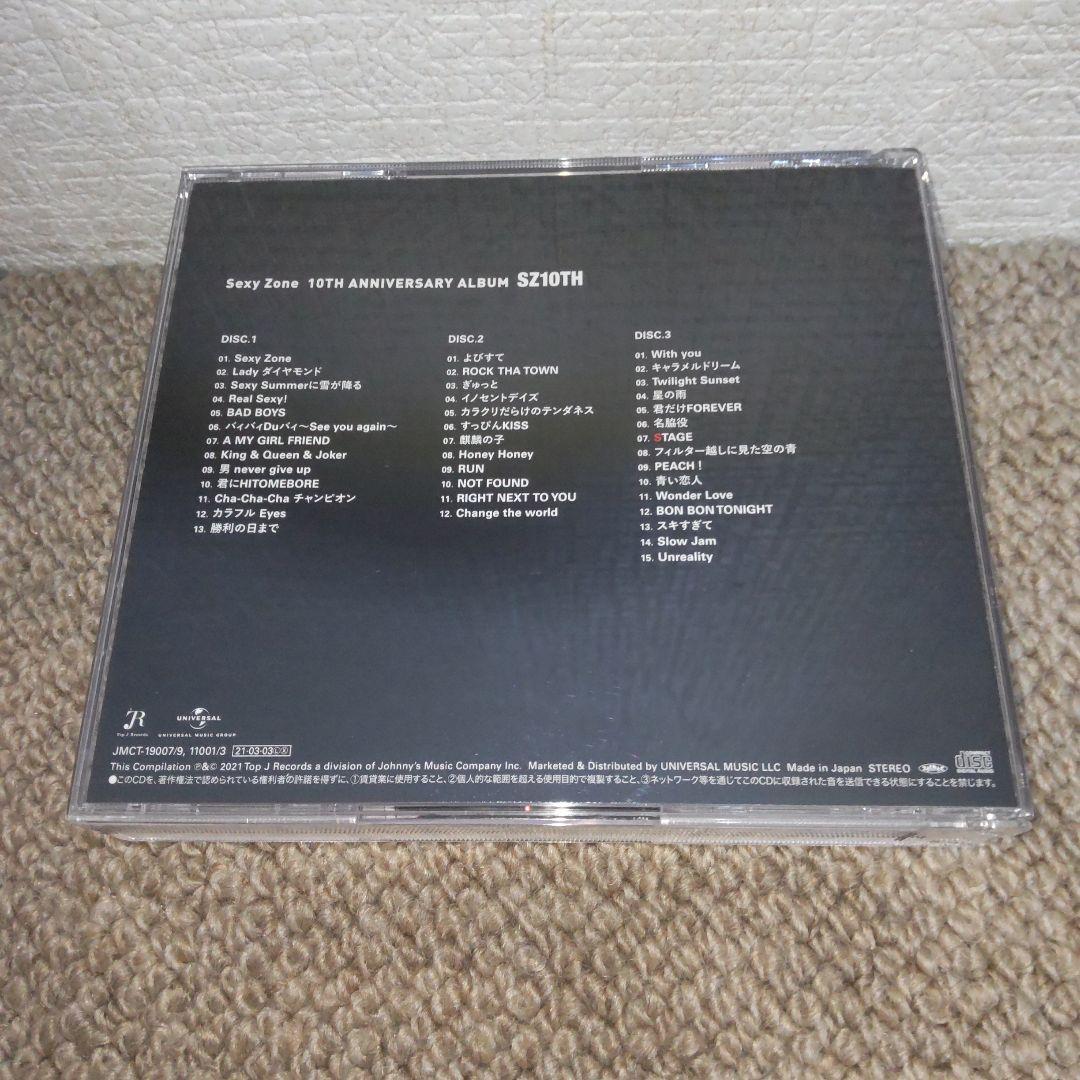 Sexy Zone 10TH ANNIVERSARY ALBUM SZ10TH
DISC.1
01. Sexy Zone
02. Lady ダイヤモンド
03. Sexy Summerに雪が降る
04. Real Sexy!
05. BAD BOYS
06. バィバィDuバィ～See you again～
07. A MY GIRL FRIEND
08. King & Queen & Joker
09. 男 never give up
10. 君にHITOMEBORE
11. Cha-Cha-Cha チャンピオン
12. カラフル Eyes
13. 勝利の日まで
DISC.2
01. よびすて
02. ROCK THA TOWN
03. ぎゅっと
04. イノセントデイズ
05. カラクリだらけのテンダネス
06. すっぴんKISS
07. 麒麟の子
08. Honey Honey
09. RUN
10. NOT FOUND
11. RIGHT NEXT TO YOU
12. Change the world
DISC.3
01. With you
02. キャラメルドリーム
03. Twilight Sunset
04. 星の雨
05. 君だけFOREVER
06. 名脇役
07. STAGE
08. フィルター越しに見た空の青
09. PEACH！
10. 青い恋人
11. Wonder Love
12. BON BON TONIGHT
13. スキすぎて
14. Slow Jam
15. Unreality
JR
Top J Records
UNIVERSAL
UNIVERSAL MUSIC GROUP
JMCT-19007/9, 11001/3 21·03·03ⓁⓍ
This Compilation ℗&© 2021 Top J Records a division of Johnny's Music Company Inc. Marketed & Distributed by UNIVERSAL MUSIC LLC Made in Japan STEREO
disc
DIGITAL AUDIO
●このCDを、著作権法で認められている権利者の許諾を得ずに、①賃貸業に使用すること、②個人的な範囲を超える使用目的で複製すること、③ネットワーク等を通じてこのCDに収録された音を送信できる状態にすることを禁じます。